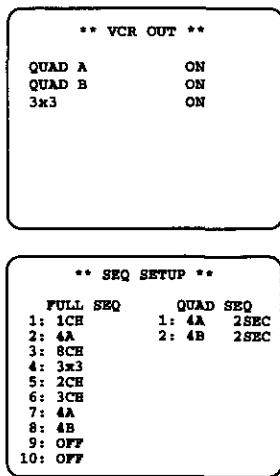 ** VCR OUT **
QUAD A ON
QUAD B ON
3x3 ON
** SEQ SETUP **
FULL SEQ QUAD SEQ
1: 1CH 1: 4A 2SEC
2: 4A 2: 4B 2SEC
3: 8CH
4: 3x3
5: 2CH
6: 3CH
7: 4A
8: 4B
9: OFF
10: OFF